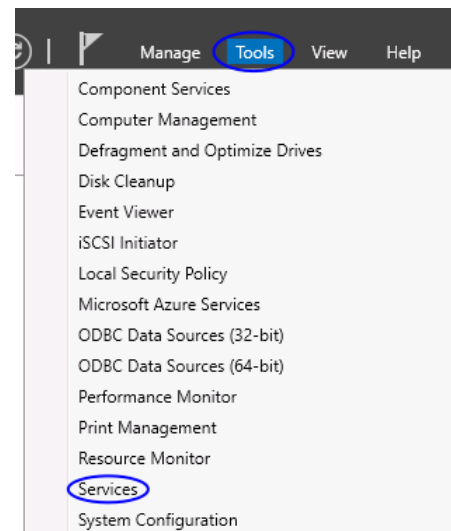 Manage Tools View Help
Component Services
Computer Management
Defragment and Optimize Drives
Disk Cleanup
Event Viewer
iSCSI Initiator
Local Security Policy
Microsoft Azure Services
ODBC Data Sources (32-bit)
ODBC Data Sources (64-bit)
Performance Monitor
Print Management
Resource Monitor
Services
System Configuration